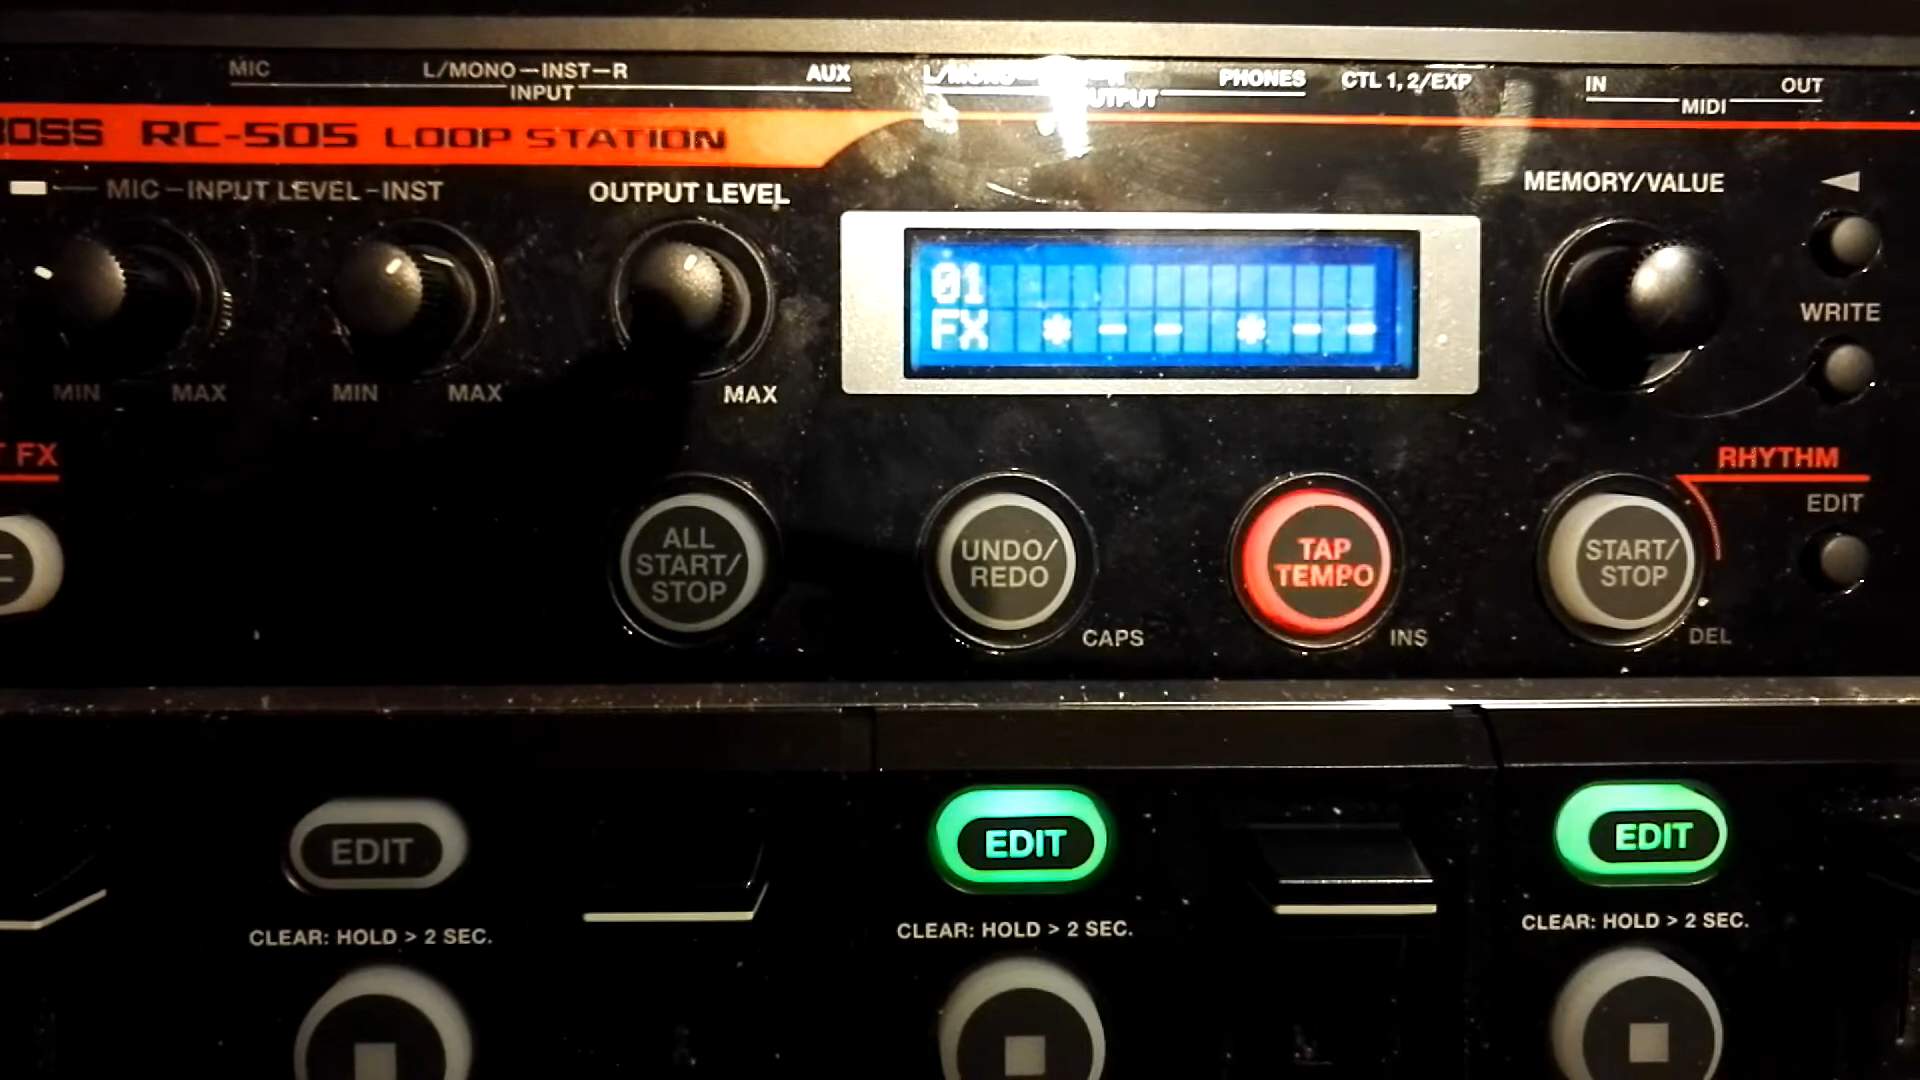 MIC L/MONO—INST—R AUX L/MONO R PHONES CTL 1, 2/EXP IN OUT
INPUT OUTPUT MIDI
BOSS RC-505 LOOP STATION
MIC—INPUT LEVEL—INST OUTPUT LEVEL MEMORY/VALUE
01
FX * - - * - -
WRITE
MIN MAX MIN MAX MAX
T FX RHYTHM
EDIT
ALL START/STOP
UNDO/REDO
TAP TEMPO
START/STOP
CAPS INS DEL
EDIT EDIT EDIT
CLEAR: HOLD > 2 SEC. CLEAR: HOLD > 2 SEC. CLEAR: HOLD > 2 SEC.